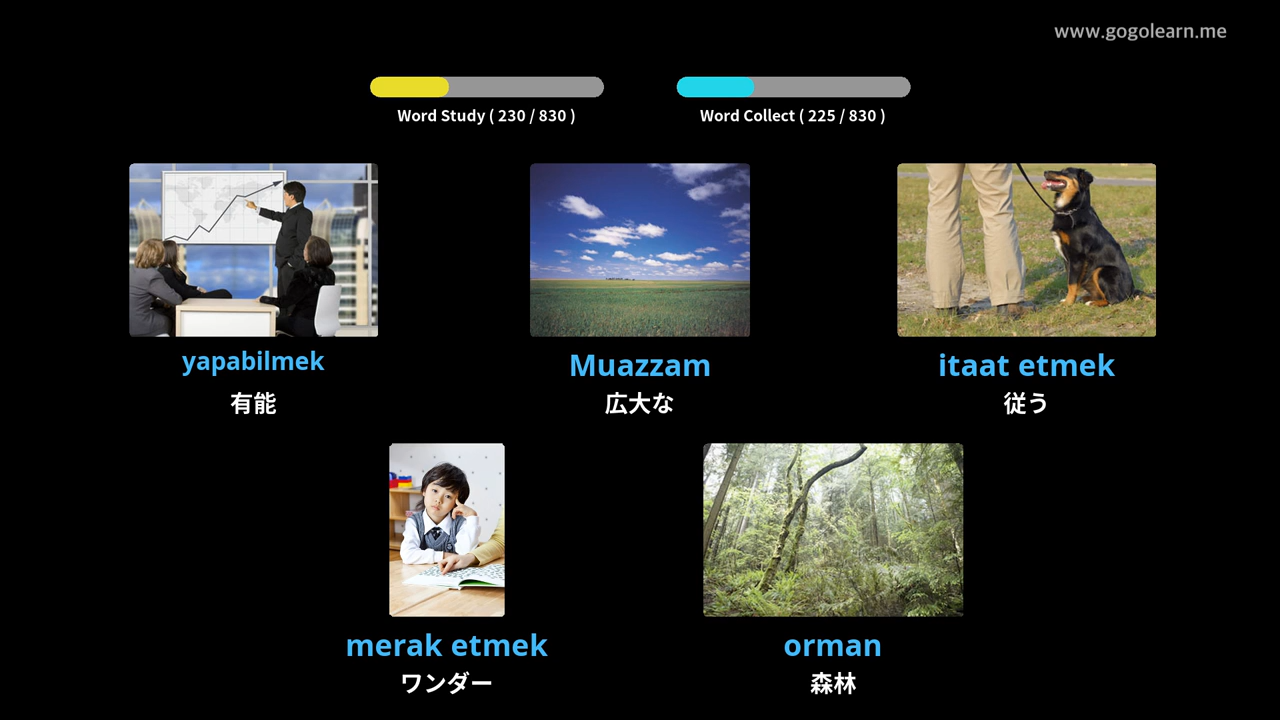 www.gogolearn.me
Word Study ( 230 / 830 )
Word Collect ( 225 / 830 )
yapabilmek
有能
Muazzam
広大な
itaat etmek
従う
merak etmek
ワンダー
orman
森林